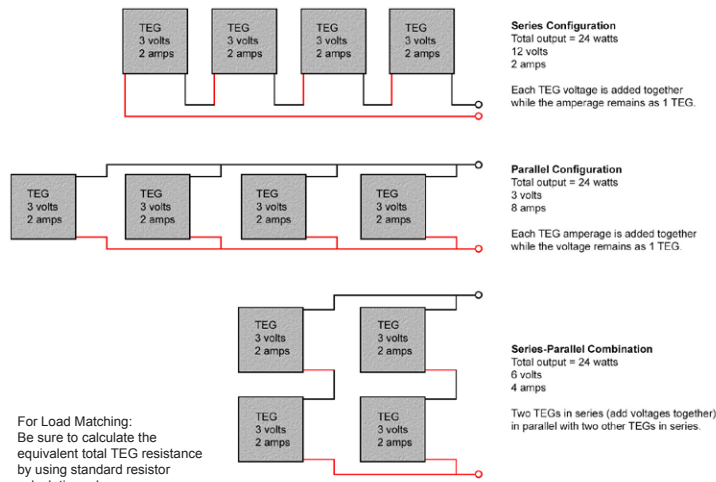 TEG
3 volts
2 amps
TEG
3 volts
2 amps
TEG
3 volts
2 amps
TEG
3 volts
2 amps
Series Configuration
Total output = 24 watts
12 volts
2 amps
Each TEG voltage is added together
while the amperage remains as 1 TEG.
TEG
3 volts
2 amps
TEG
3 volts
2 amps
TEG
3 volts
2 amps
TEG
3 volts
2 amps
Parallel Configuration
Total output = 24 watts
3 volts
8 amps
Each TEG amperage is added together
while the voltage remains as 1 TEG.
TEG
3 volts
2 amps
TEG
3 volts
2 amps
TEG
3 volts
2 amps
TEG
3 volts
2 amps
Series-Parallel Combination
Total output = 24 watts
6 volts
4 amps
Two TEGs in series (add voltages together)
in parallel with two other TEGs in series.
For Load Matching:
Be sure to calculate the
equivalent total TEG resistance
by using standard resistor